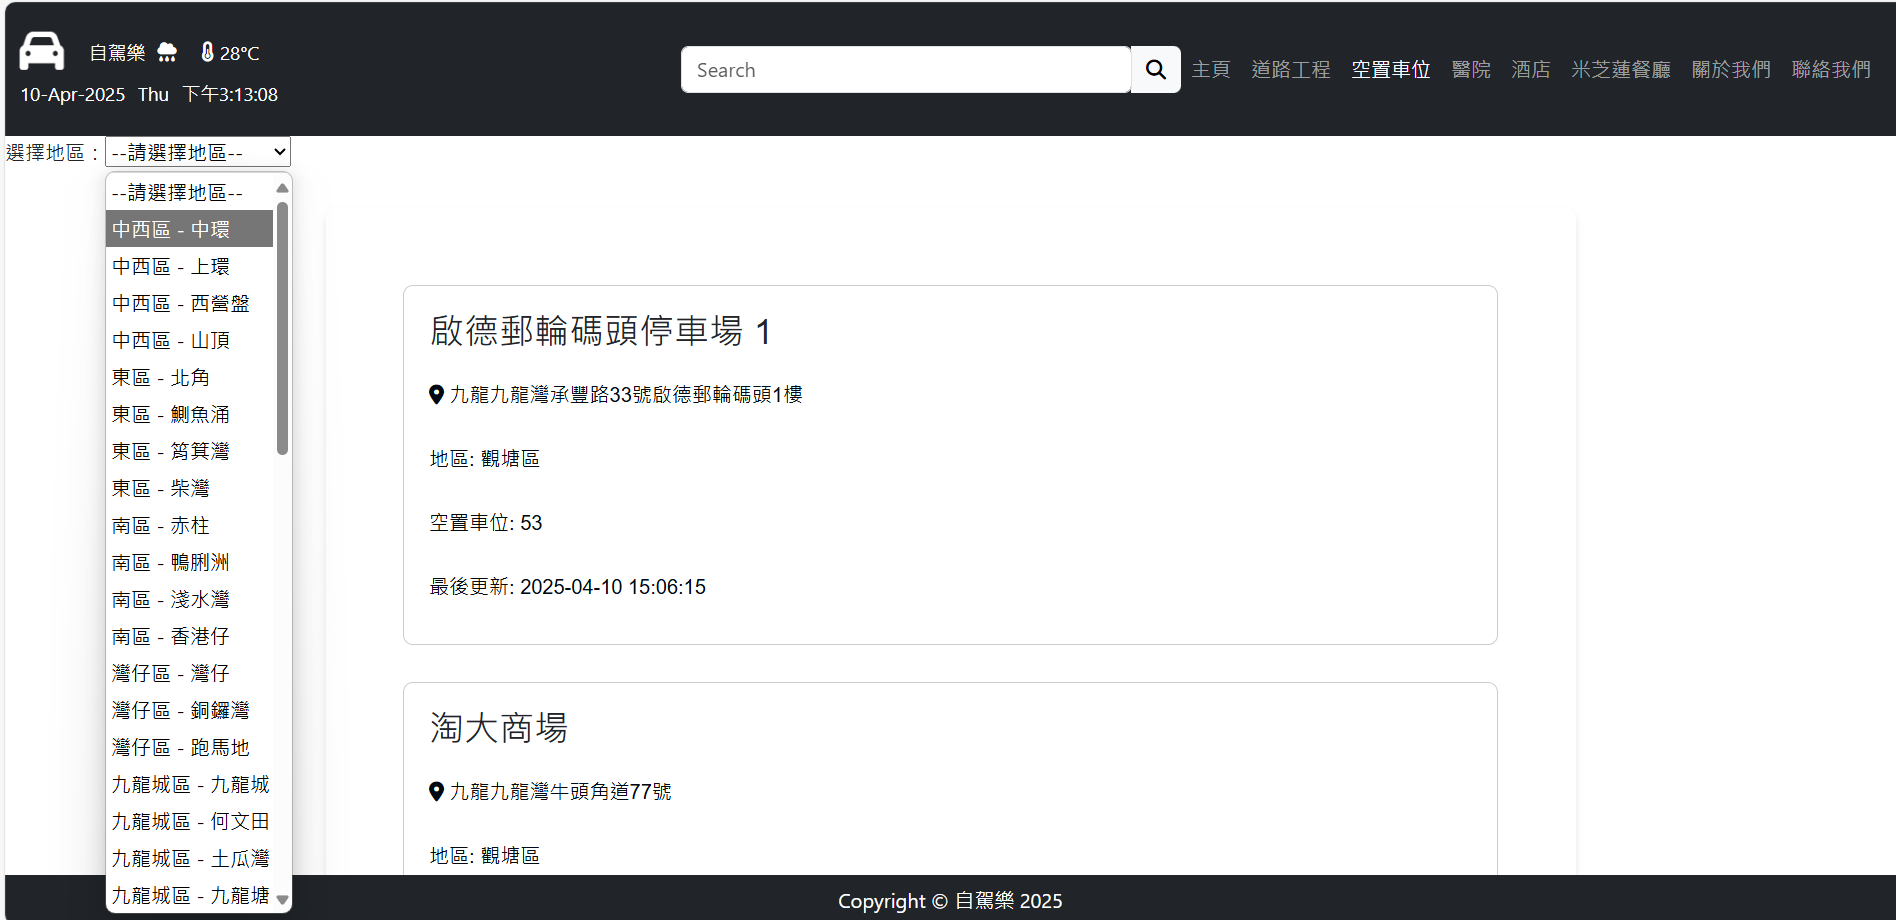 自駕樂 28°C
10-Apr-2025 Thu 下午3:13:08
Search
主頁 道路工程 空置車位 醫院 酒店 米芝蓮餐廳 關於我們 聯絡我們
選擇地區：
--請選擇地區--
--請選擇地區--
中西區 - 中環
中西區 - 上環
中西區 - 西營盤
中西區 - 山頂
東區 - 北角
東區 - 鰂魚涌
東區 - 筲箕灣
東區 - 柴灣
南區 - 赤柱
南區 - 鴨脷洲
南區 - 淺水灣
南區 - 香港仔
灣仔區 - 灣仔
灣仔區 - 銅鑼灣
灣仔區 - 跑馬地
九龍城區 - 九龍城
九龍城區 - 何文田
九龍城區 - 土瓜灣
九龍城區 - 九龍塘
啟德郵輪碼頭停車場 1
九龍九龍灣承豐路33號啟德郵輪碼頭1樓
地區: 觀塘區
空置車位: 53
最後更新: 2025-04-10 15:06:15
淘大商場
九龍九龍灣牛頭角道77號
地區: 觀塘區
Copyright © 自駕樂 2025